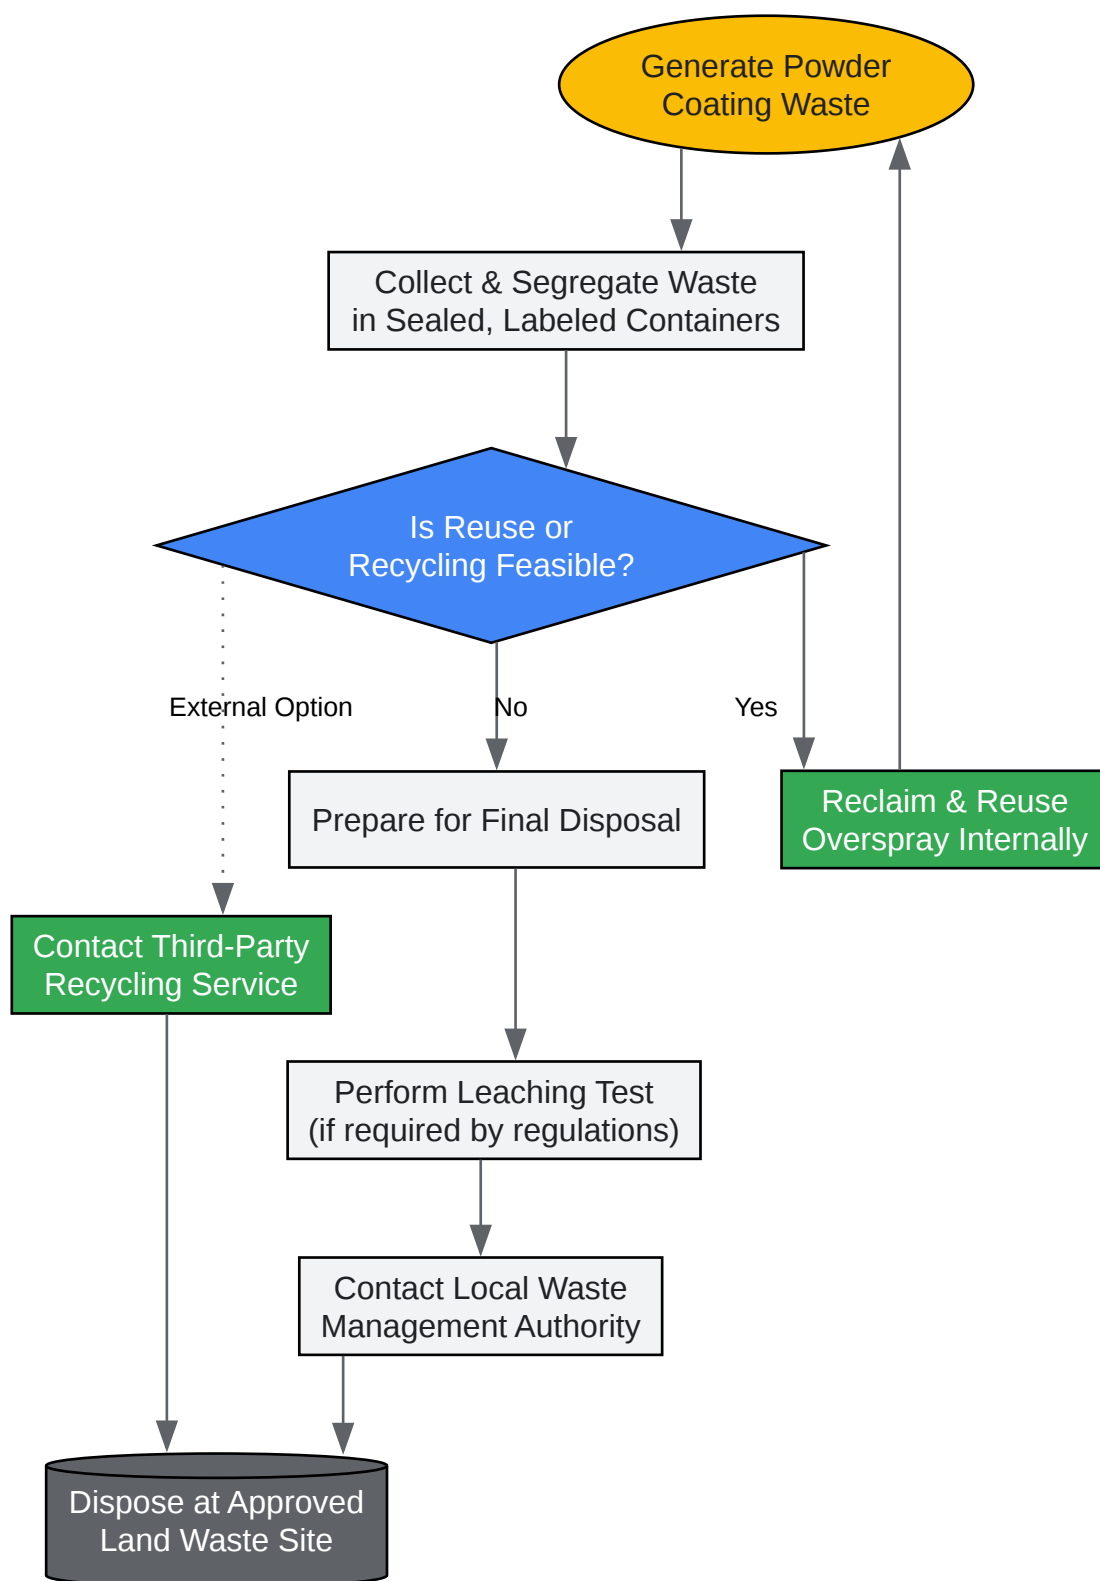 Generate Powder
Coating Waste
Collect & Segregate Waste
in Sealed, Labeled Containers
Is Reuse or
Recycling Feasible?
External Option
No
Yes
Prepare for Final Disposal
Reclaim & Reuse
Overspray Internally
Contact Third-Party
Recycling Service
Perform Leaching Test
(if required by regulations)
Contact Local Waste
Management Authority
Dispose at Approved
Land Waste Site